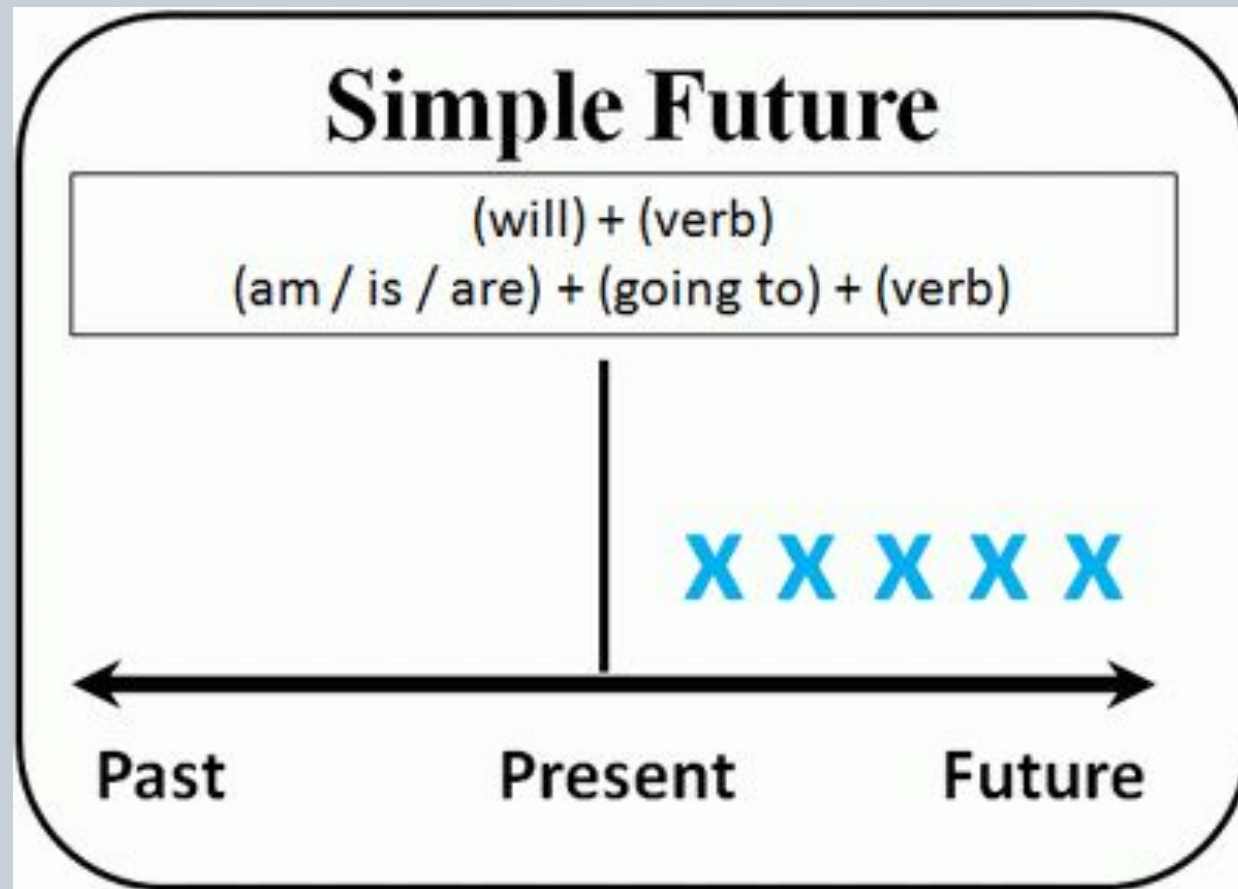 Simple Future
(will) + (verb)
(am / is / are) + (going to) + (verb)
X X X X X
Past Present Future